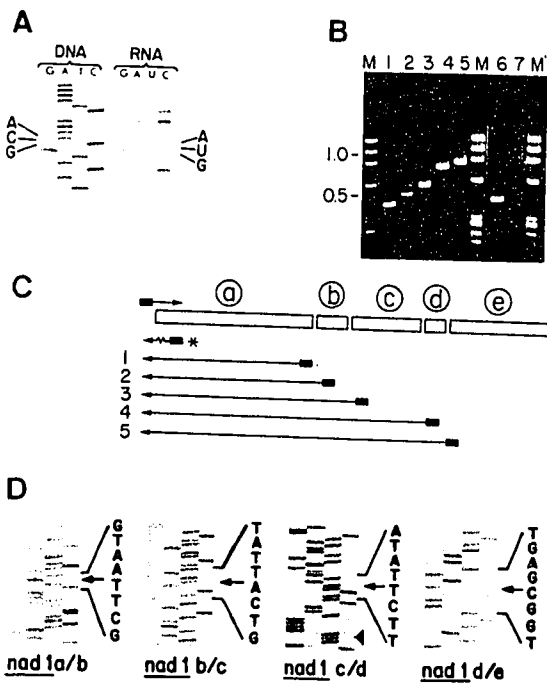 A
DNA RNA
G A T C G A U C
A
C
G
A
U
G
B
M 1 2 3 4 5 M 6 7 M'
1.0 -
0.5 -
C
a b c d e
*
1
2
3
4
5
D
G
T
A
A
T
T
C
G
nad 1a/b
T
A
T
T
A
C
T
G
nad 1 b/c
A
T
A
T
T
C
T
T
nad 1 c/d
T
G
A
G
C
G
G
T
nad 1 d/e